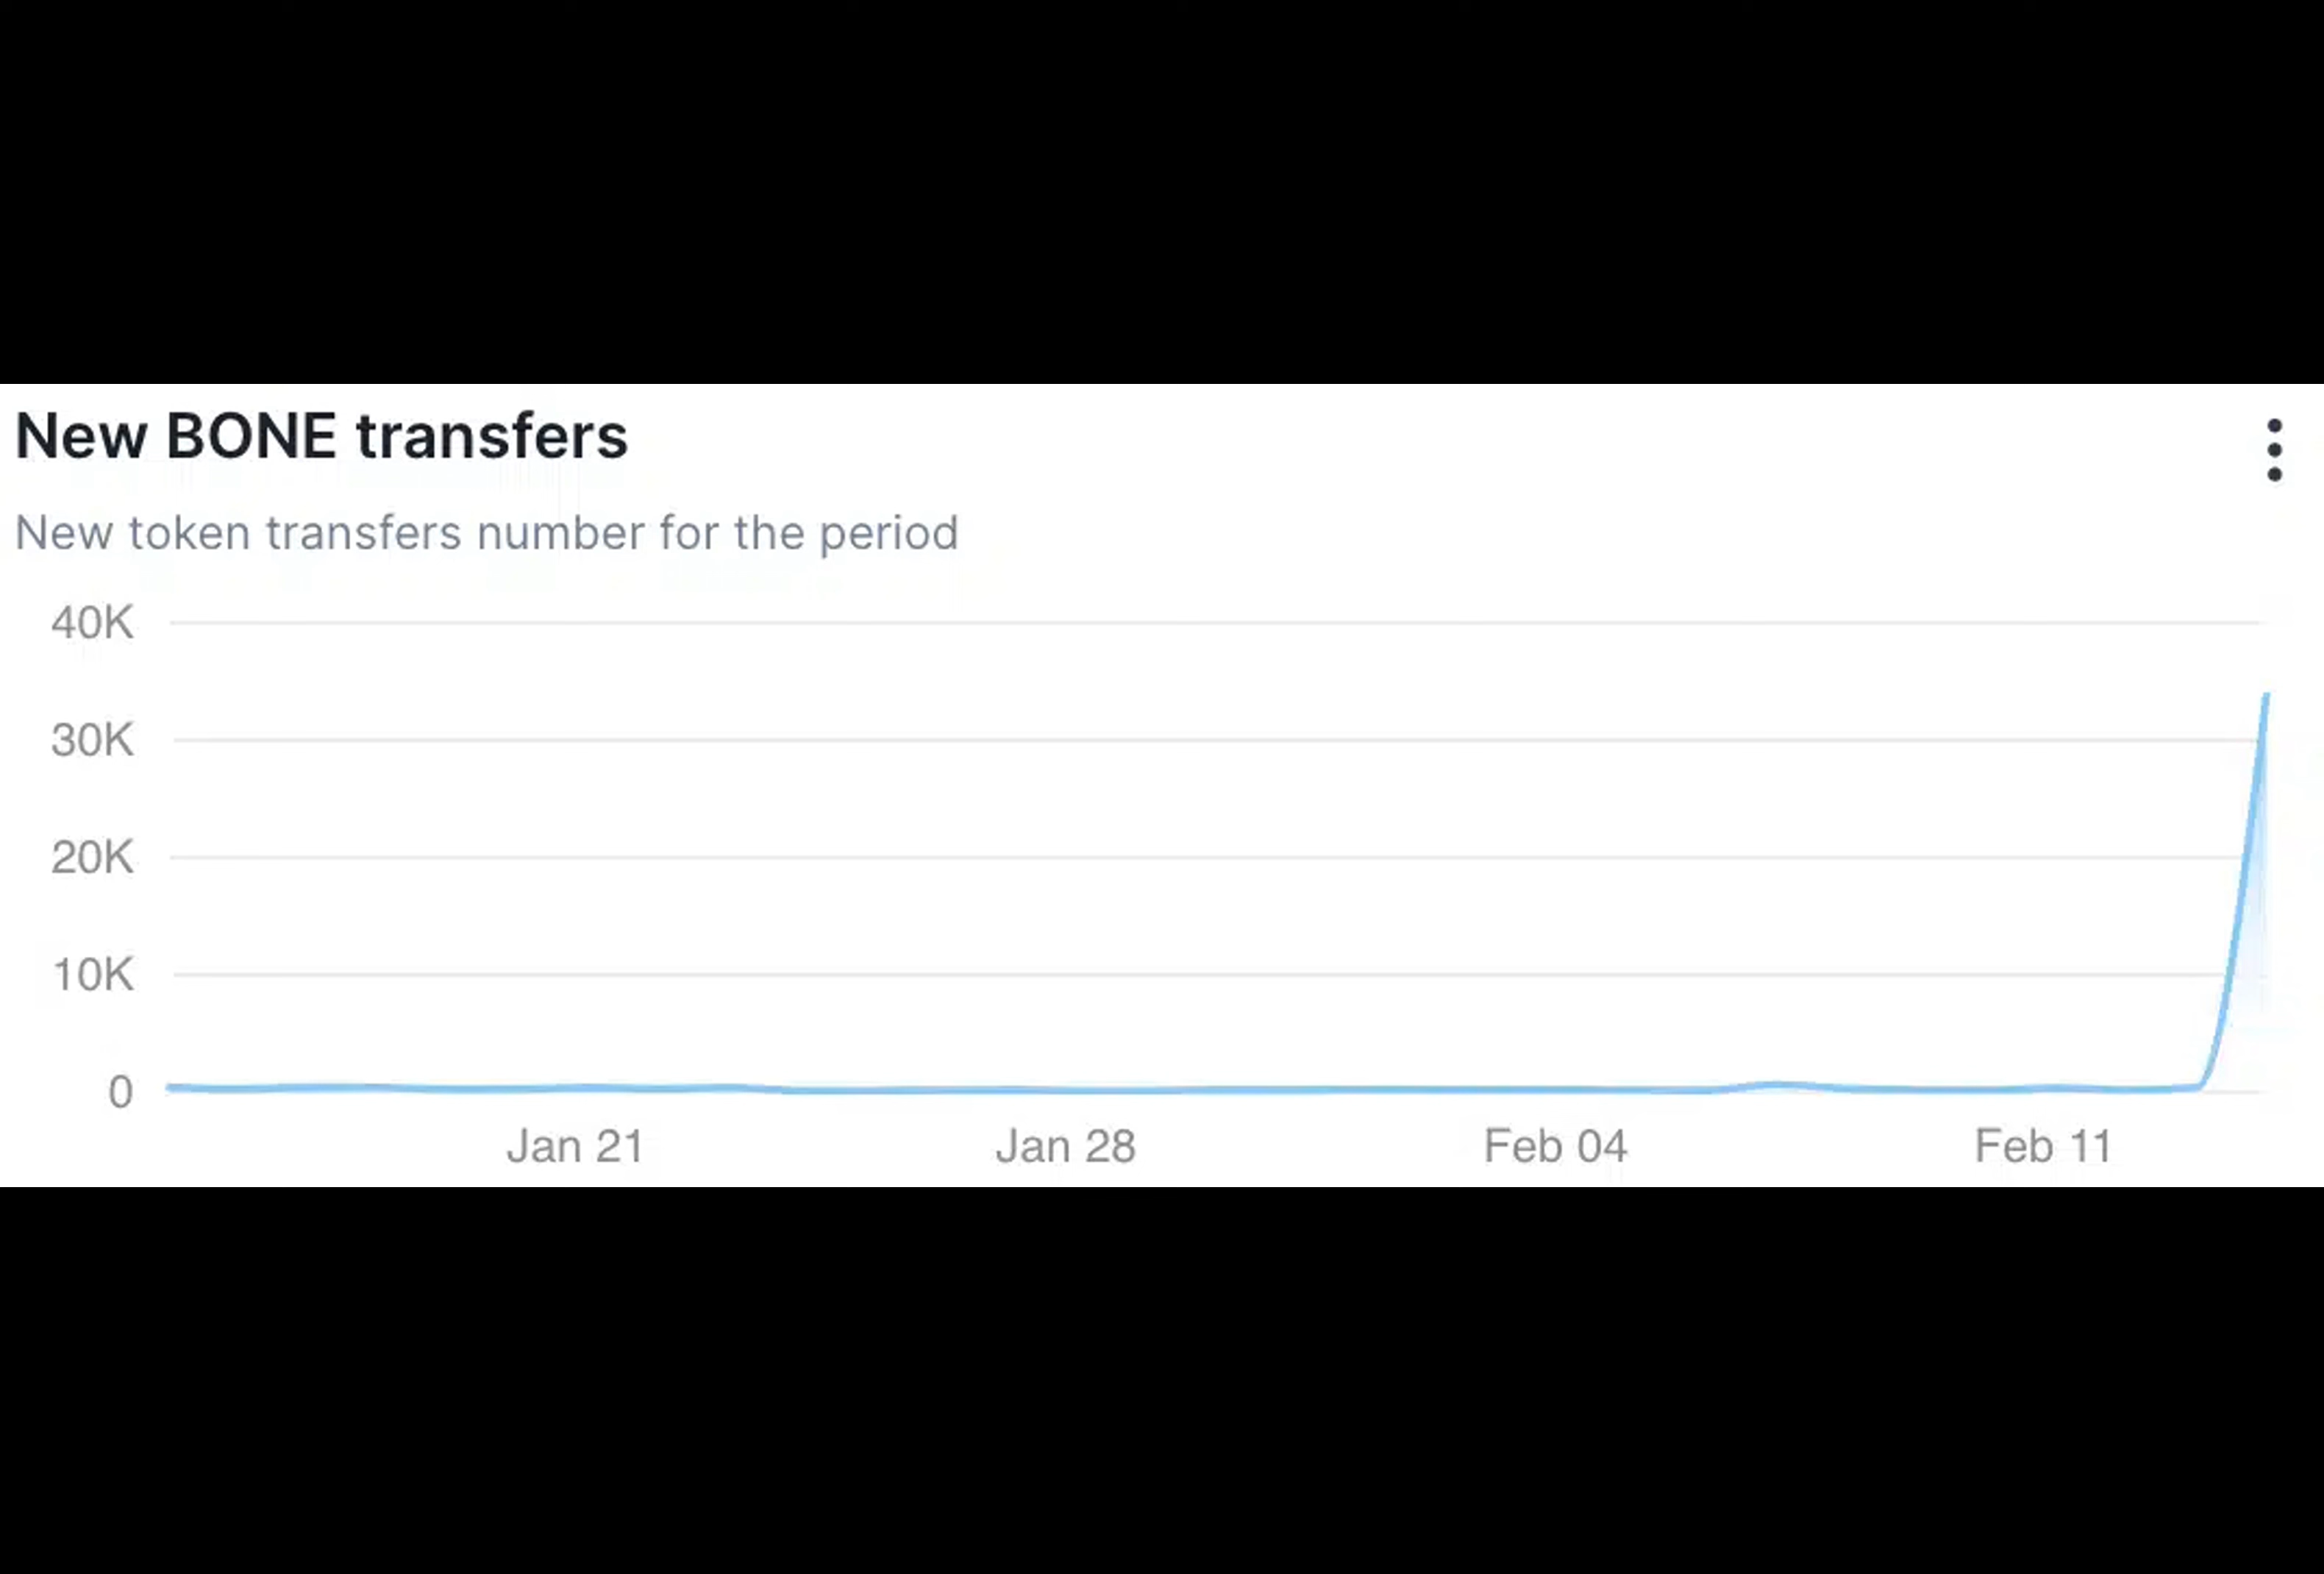 New BONE transfers
New token transfers number for the period
40K
30K
20K
10K
0
Jan 21 Jan 28 Feb 04 Feb 11